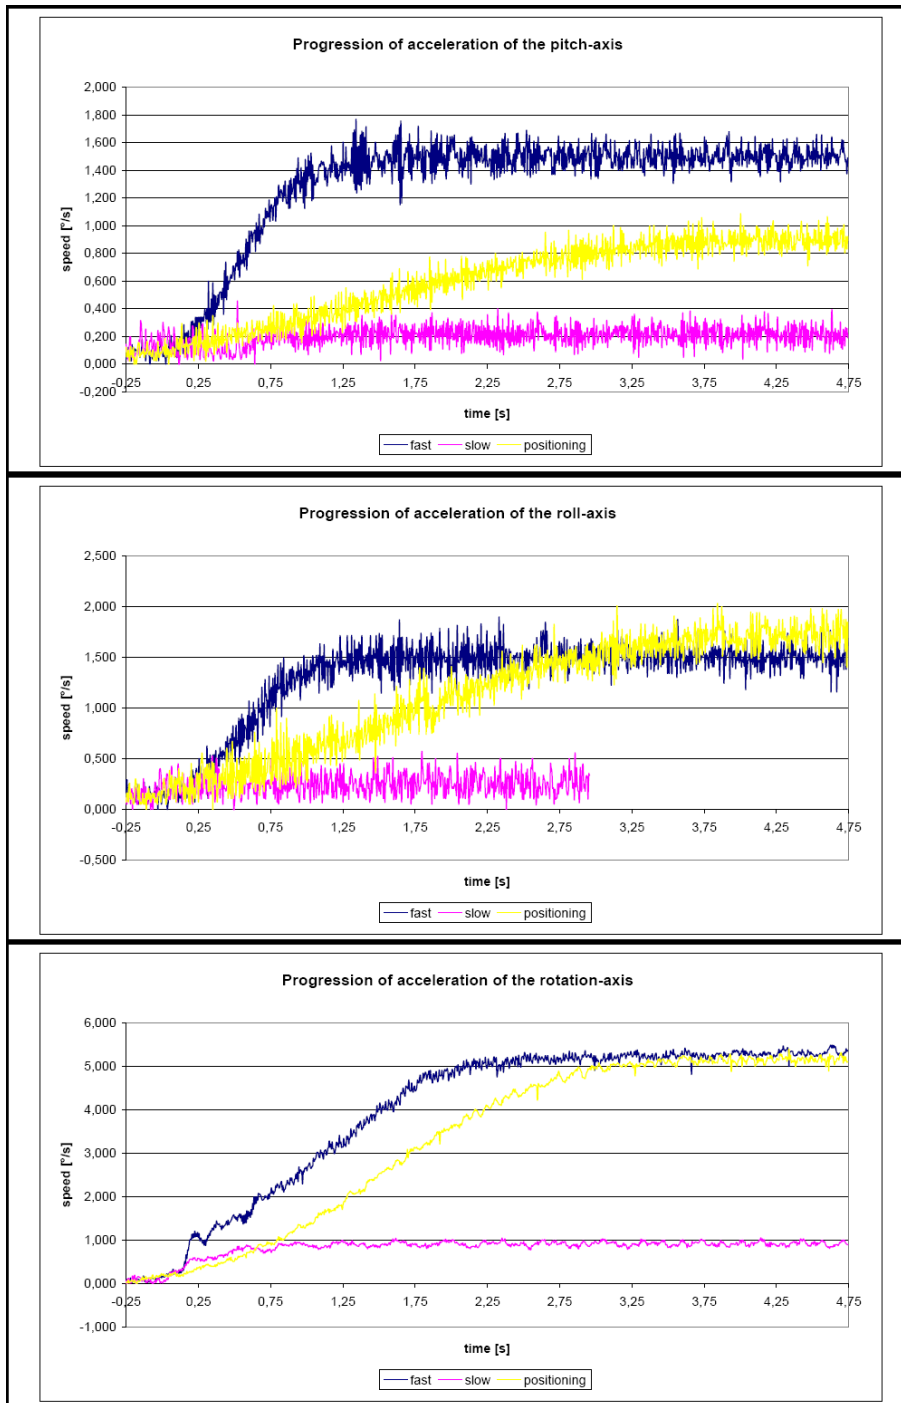 Progression of acceleration of the pitch-axis
2,000
1,800
1,600
1,400
1,200
1,000
0,800
0,600
0,400
0,200
0,000
-0,200
speed [°/s]
-0,25 0,25 0,75 1,25 1,75 2,25 2,75 3,25 3,75 4,25 4,75
time [s]
fast slow positioning
Progression of acceleration of the roll-axis
2,500
2,000
1,500
1,000
0,500
0,000
-0,500
speed [°/s]
-0,25 0,25 0,75 1,25 1,75 2,25 2,75 3,25 3,75 4,25 4,75
time [s]
fast slow positioning
Progression of acceleration of the rotation-axis
6,000
5,000
4,000
3,000
2,000
1,000
0,000
-1,000
speed [°/s]
-0,25 0,25 0,75 1,25 1,75 2,25 2,75 3,25 3,75 4,25 4,75
time [s]
fast slow positioning